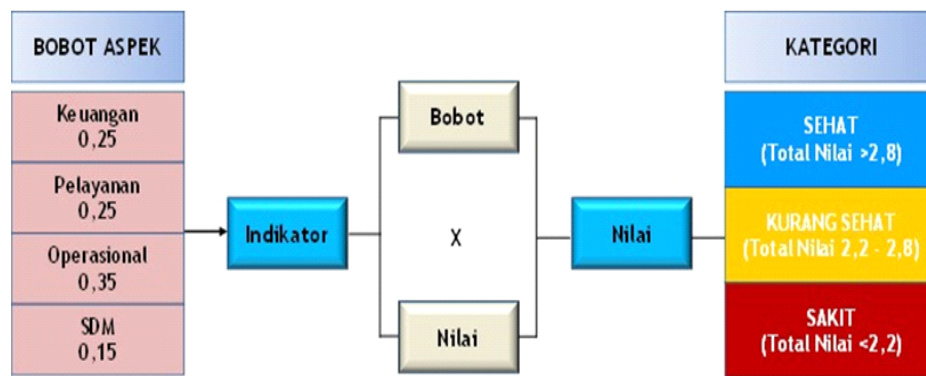 BOBOT ASPEK
Keuangan
0,25
Pelayanan
0,25
Operasional
0,35
SDM
0,15
Indikator
Bobot
X
Nilai
Nilai
KATEGORI
SEHAT
(Total Nilai >2,8)
KURANG SEHAT
(Total Nilai 2,2 - 2,8)
SAKIT
(Total Nilai <2,2)